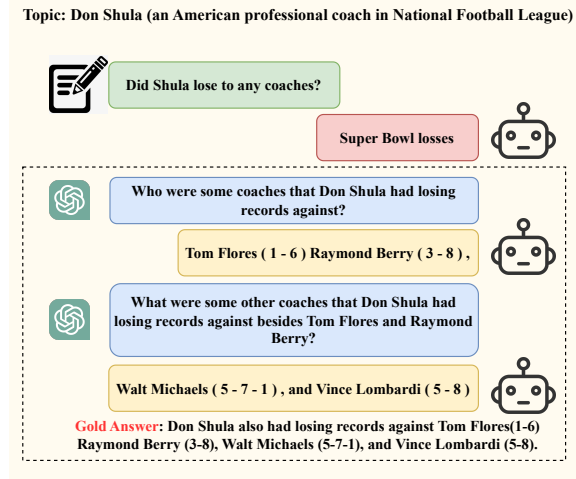 Topic: Don Shula (an American professional coach in National Football League)
Did Shula lose to any coaches?
Super Bowl losses
Who were some coaches that Don Shula had losing
records against?
Tom Flores ( 1 - 6 ) Raymond Berry ( 3 - 8 ) ,
What were some other coaches that Don Shula had
losing records against besides Tom Flores and Raymond
Berry?
Walt Michaels ( 5 - 7 - 1 ) , and Vince Lombardi ( 5 - 8 )
Gold Answer: Don Shula also had losing records against Tom Flores(1-6)
Raymond Berry (3-8), Walt Michaels (5-7-1), and Vince Lombardi (5-8).